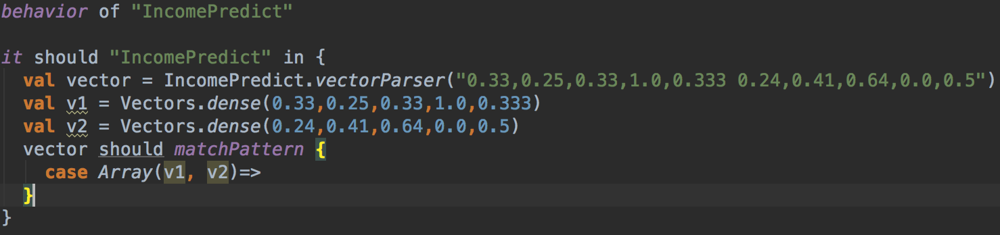 behavior of "IncomePredict"
it should "IncomePredict" in {
val vector = IncomePredict.vectorParser("0.33,0.25,0.33,1.0,0.333 0.24,0.41,0.64,0.0,0.5")
val v1 = Vectors.dense(0.33,0.25,0.33,1.0,0.333)
val v2 = Vectors.dense(0.24,0.41,0.64,0.0,0.5)
vector should matchPattern {
case Array(v1, v2)=>
}
}